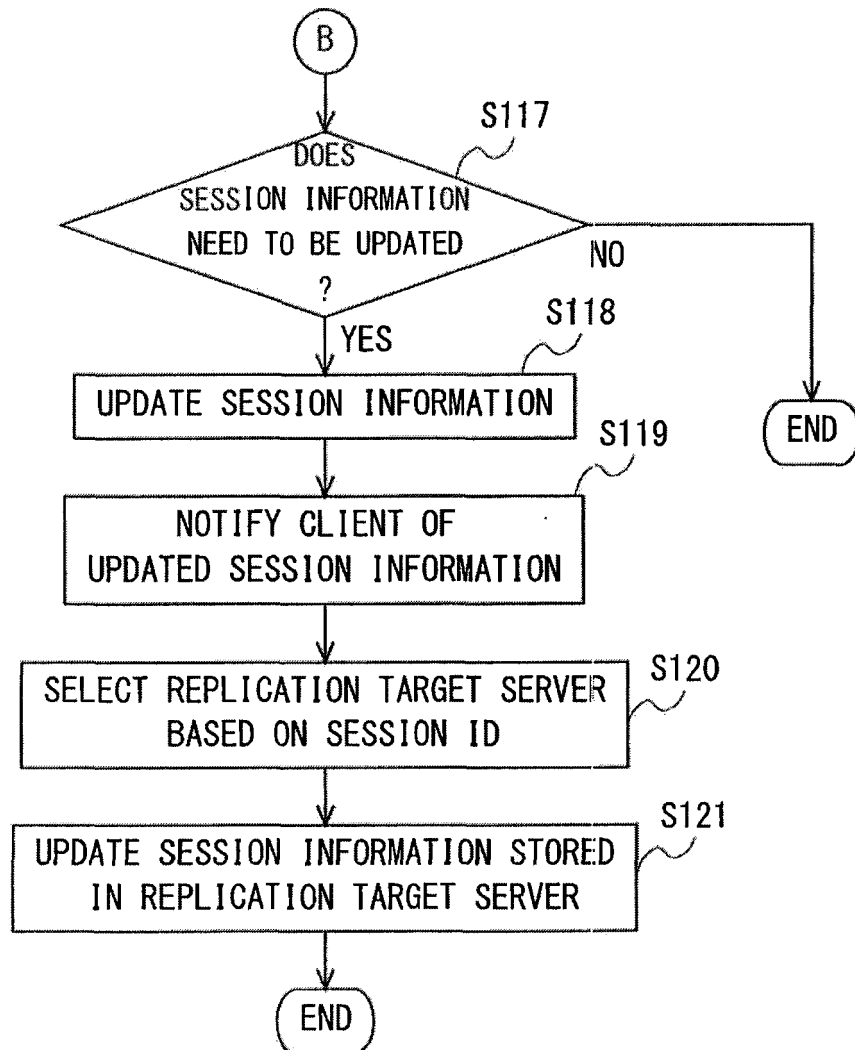 B
S117
DOES
SESSION INFORMATION
NEED TO BE UPDATED
?
NO
YES
S118
UPDATE SESSION INFORMATION
END
S119
NOTIFY CLIENT OF
UPDATED SESSION INFORMATION
S120
SELECT REPLICATION TARGET SERVER
BASED ON SESSION ID
S121
UPDATE SESSION INFORMATION STORED
IN REPLICATION TARGET SERVER
END